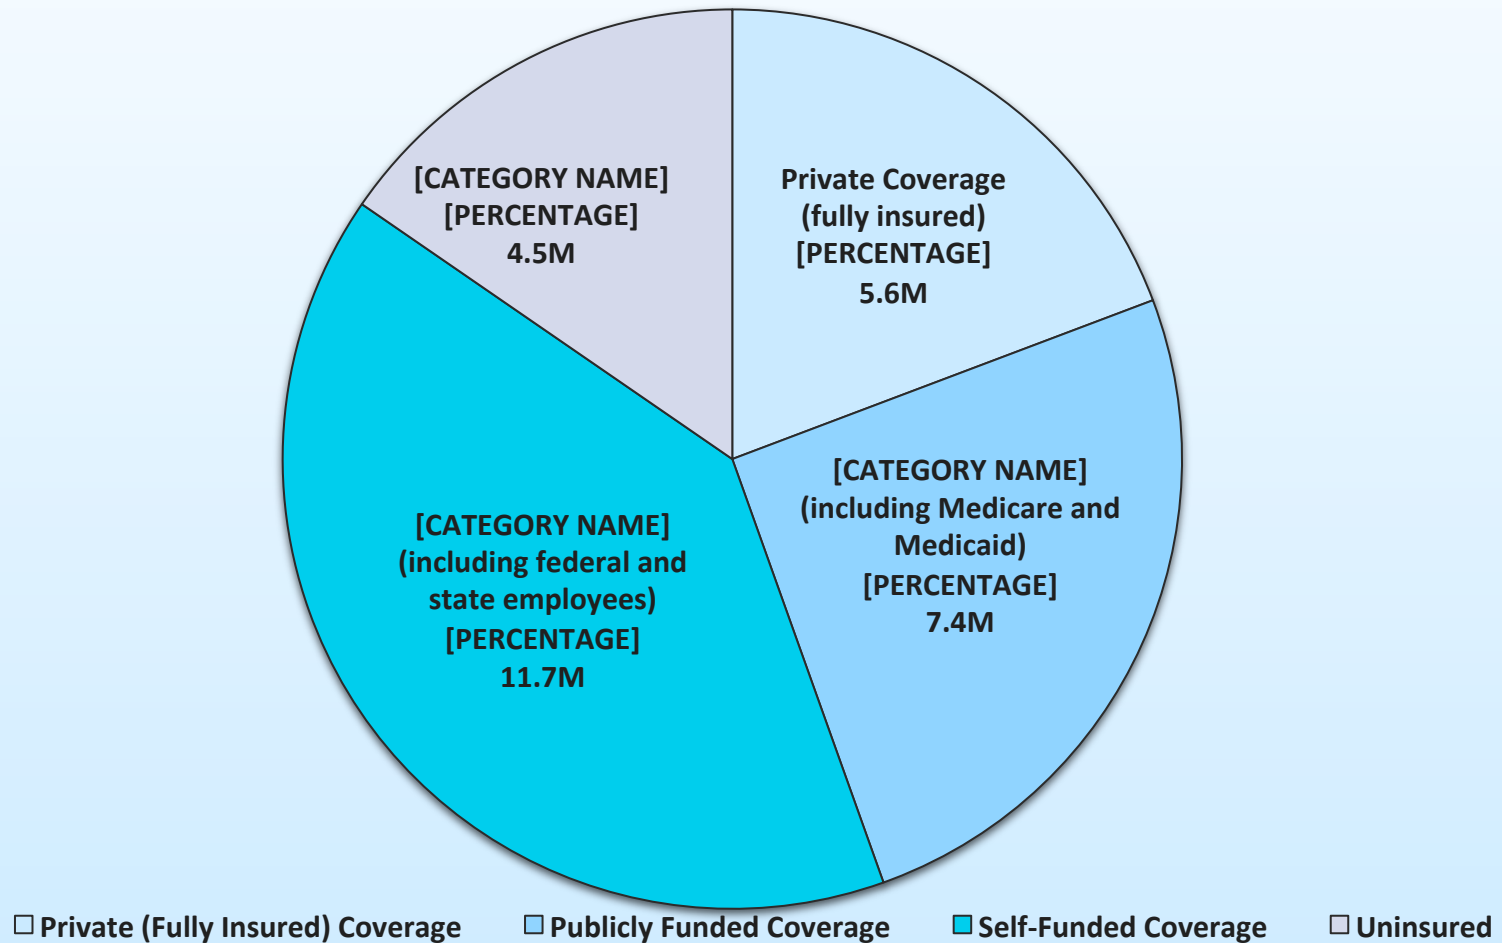 [CATEGORY NAME]
[PERCENTAGE]
4.5M
Private Coverage
(fully insured)
[PERCENTAGE]
5.6M
[CATEGORY NAME]
(including Medicare and
Medicaid)
[PERCENTAGE]
7.4M
[CATEGORY NAME]
(including federal and
state employees)
[PERCENTAGE]
11.7M
Private (Fully Insured) Coverage
Publicly Funded Coverage
Self-Funded Coverage
Uninsured